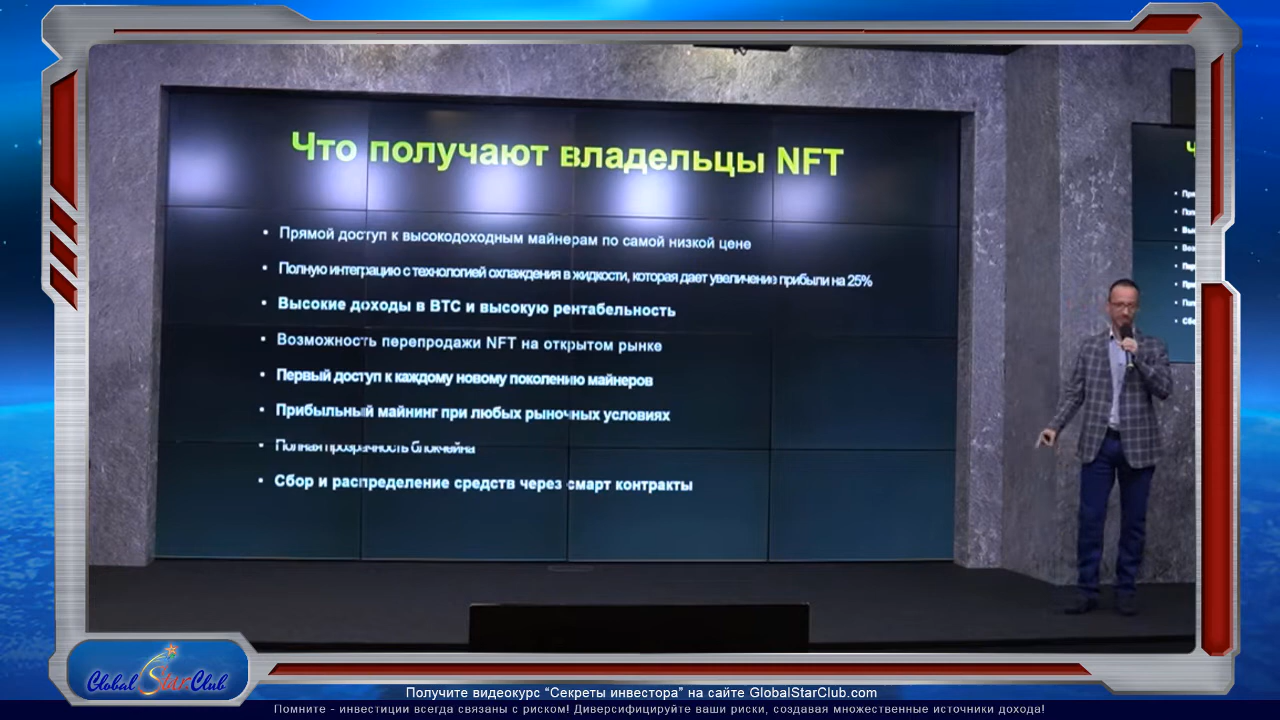 Что получают владельцы NFT
• Прямой доступ к высокодоходным майнерам по самой низкой цене
• Полную интеграцию с технологией охлаждения в жидкости, которая дает увеличение прибыли на 25%
• Высокие доходы в BTC и высокую рентабельность
• Возможность перепродажи NFT на открытом рынке
• Первый доступ к каждому новому поколению майнеров
• Прибыльный майнинг при любых рыночных условиях
• Полная прозрачность блокчейна
• Сбор и распределение средств через смарт контракты
Global Star Club
Получите видеокурс “Секреты инвестора” на сайте GlobalStarClub.com
Помните - инвестиции всегда связаны с риском! Диверсифицируйте ваши риски, создавая множественные источники дохода!